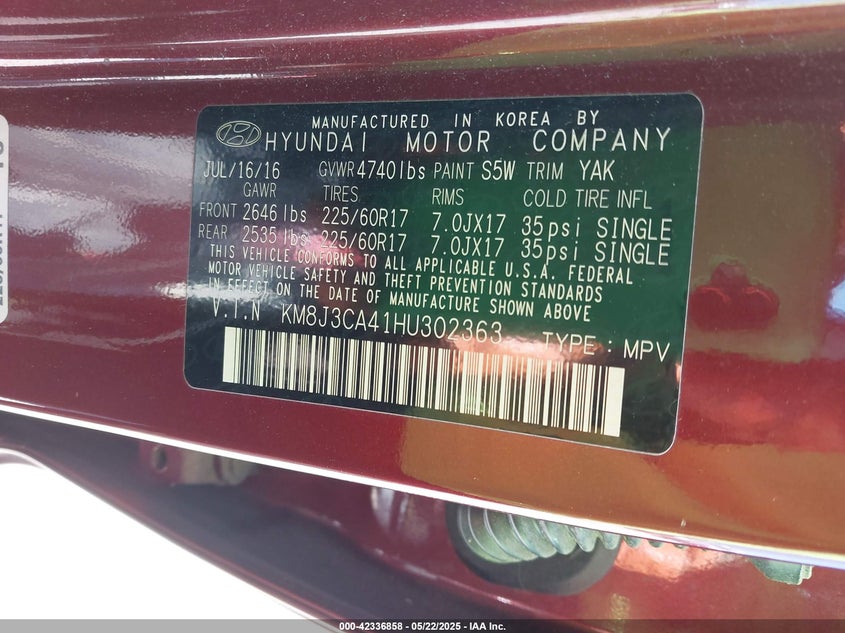 MANUFACTURED IN KOREA BY
HYUNDAI MOTOR COMPANY
JUL/16/16 GVWR 4740lbs PAINT S5W TRIM YAK
GAWR TIRES RIMS COLD TIRE INFL
FRONT 2646 lbs 225/60R17 7.0JX17 35psi SINGLE
REAR 2535 lbs 225/60R17 7.0JX17 35psi SINGLE
THIS VEHICLE CONFORMS TO ALL APPLICABLE U.S.A. FEDERAL
MOTOR VEHICLE SAFETY AND THEFT PREVENTION STANDARDS
IN EFFECT ON THE DATE OF MANUFACTURE SHOWN ABOVE
V.I.N KM8J3CA41HU302363 TYPE : MPV
000-42336858 - 05/22/2025 - IAA Inc.